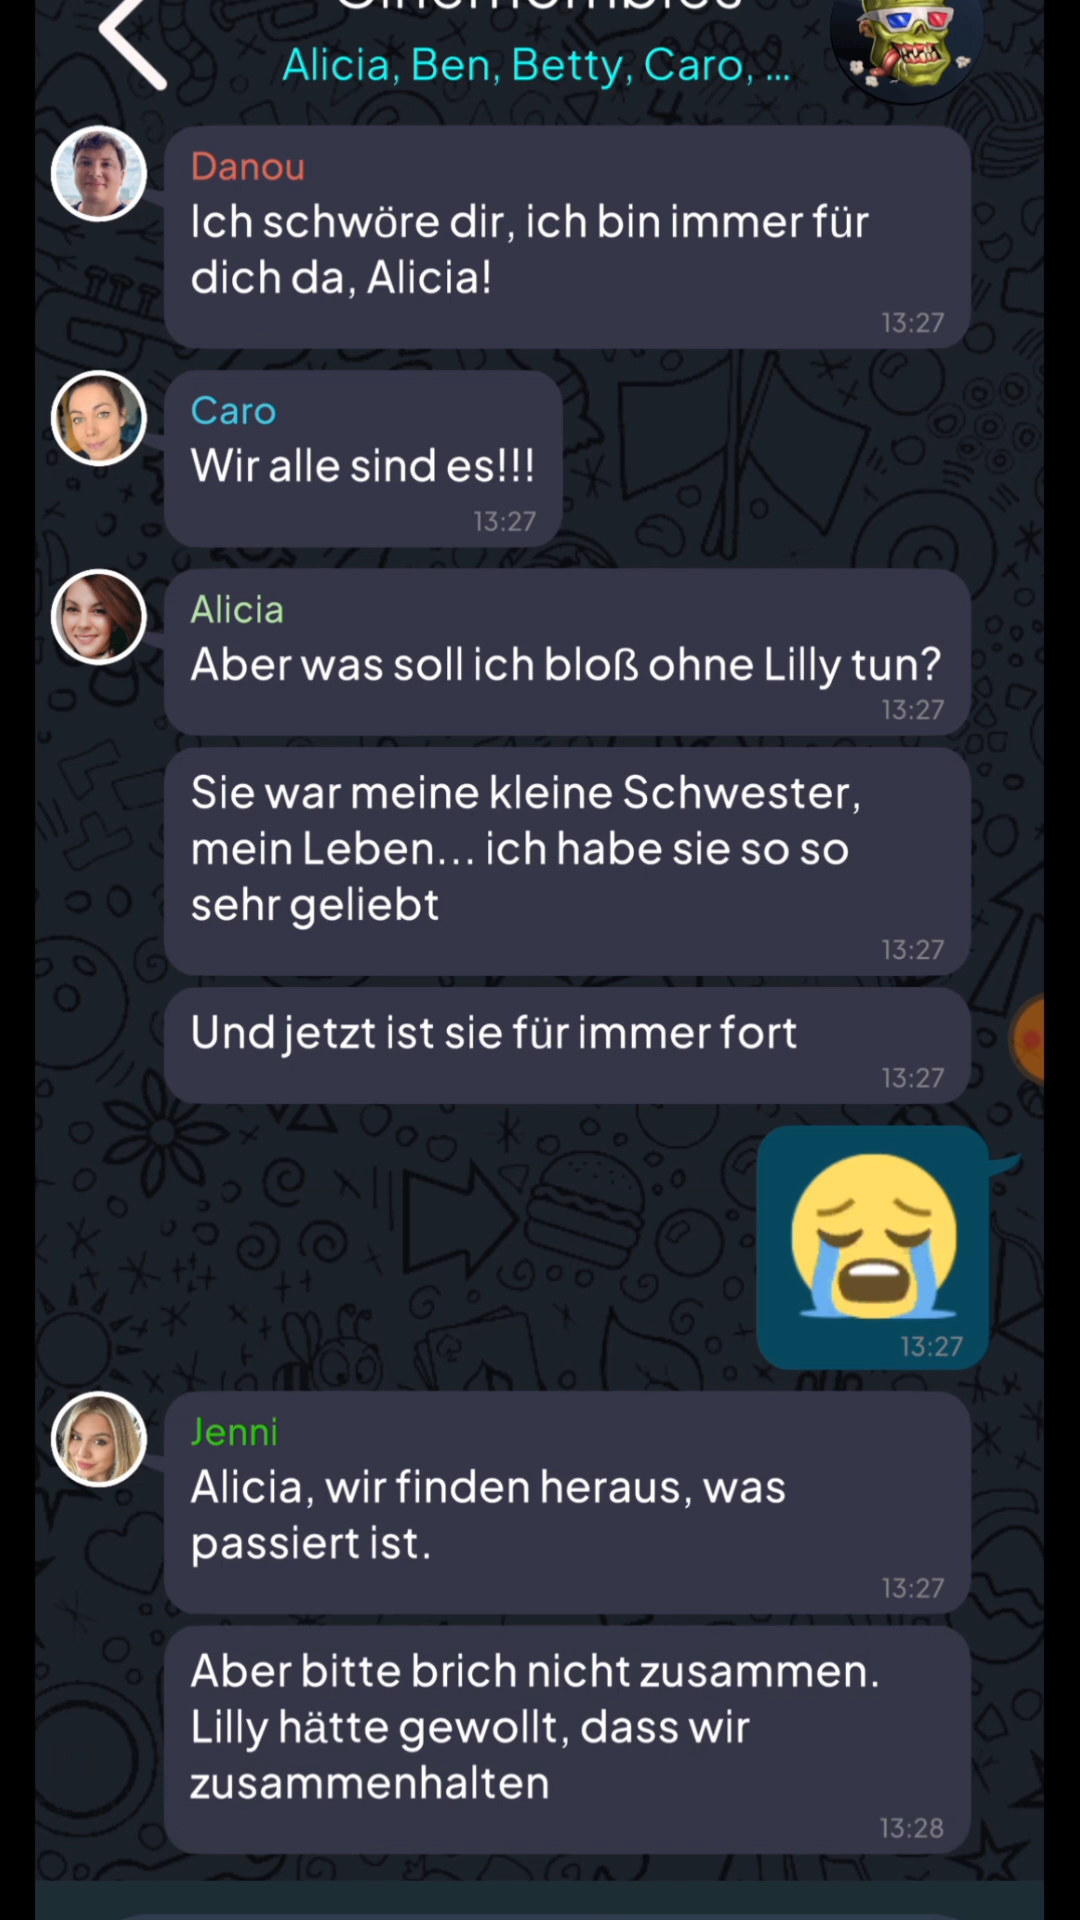 Alicia, Ben, Betty, Caro, ...
Danou
Ich schwöre dir, ich bin immer für
dich da, Alicia!
13:27
Caro
Wir alle sind es!!!
13:27
Alicia
Aber was soll ich bloß ohne Lilly tun?
13:27
Sie war meine kleine Schwester,
mein Leben... ich habe sie so so
sehr geliebt
13:27
Und jetzt ist sie für immer fort
13:27
13:27
Jenni
Alicia, wir finden heraus, was
passiert ist.
13:27
Aber bitte brich nicht zusammen.
Lilly hätte gewollt, dass wir
zusammenhalten
13:28